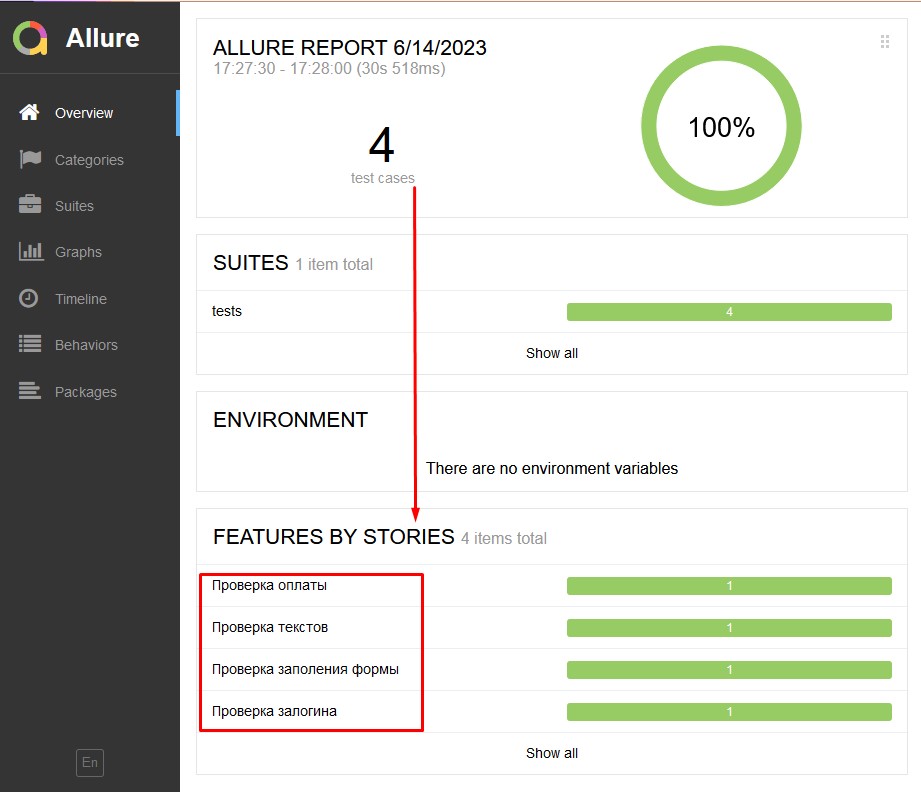 Allure
Overview
Categories
Suites
Graphs
Timeline
Behaviors
Packages
En
ALLURE REPORT 6/14/2023
17:27:30 - 17:28:00 (30s 518ms)
4
test cases
100%
SUITES 1 item total
tests 4
Show all
ENVIRONMENT
There are no environment variables
FEATURES BY STORIES 4 items total
Проверка оплаты 1
Проверка текстов 1
Проверка заполения формы 1
Проверка залогина 1
Show all